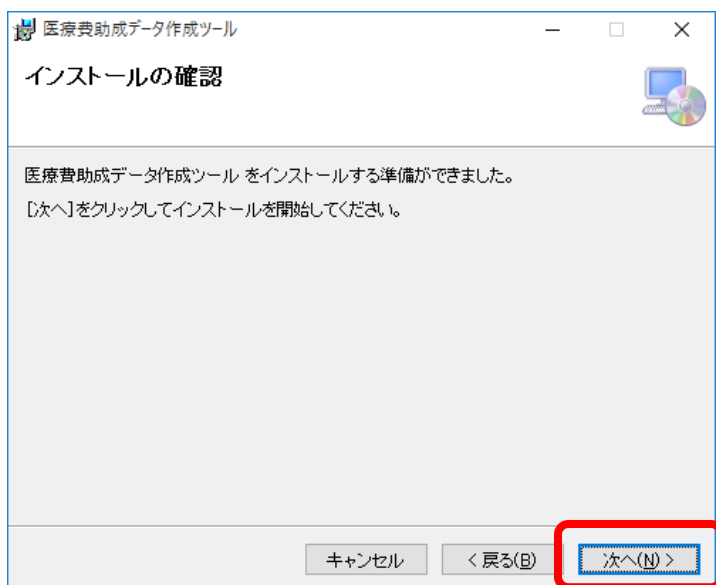 医療費助成データ作成ツール
インストールの確認
医療費助成データ作成ツール をインストールする準備ができました。
[次へ]をクリックしてインストールを開始してください。
キャンセル
< 戻る(B)
次へ(N) >